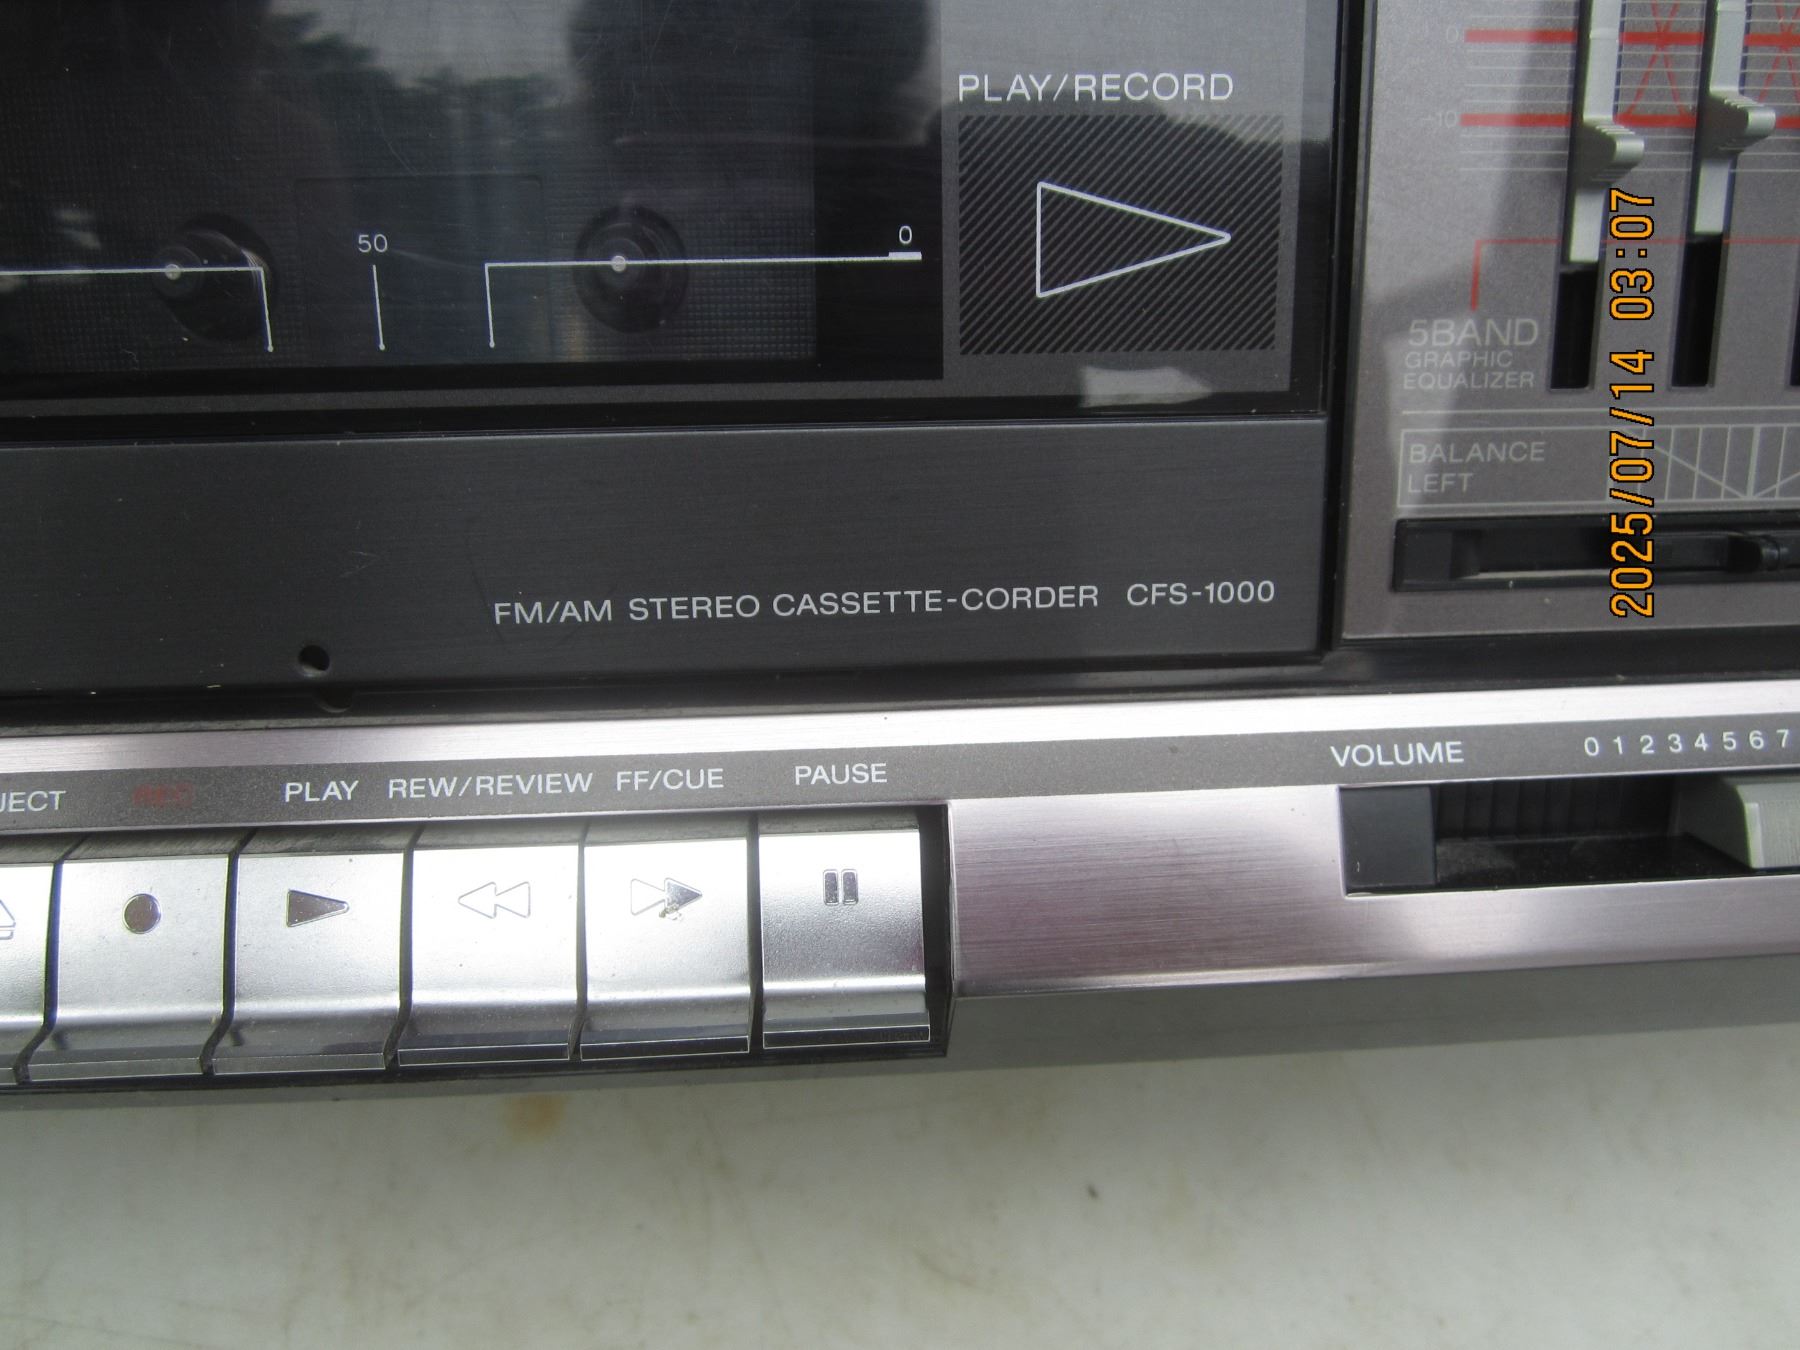 PLAY/RECORD
50
0
0
-10
5BAND
GRAPHIC
EQUALIZER
BALANCE
LEFT
FM/AM STEREO CASSETTE-CORDER CFS-1000
JECT REC PLAY REW/REVIEW FF/CUE PAUSE
VOLUME 0 1 2 3 4 5 6 7
2025/07/14 03:07